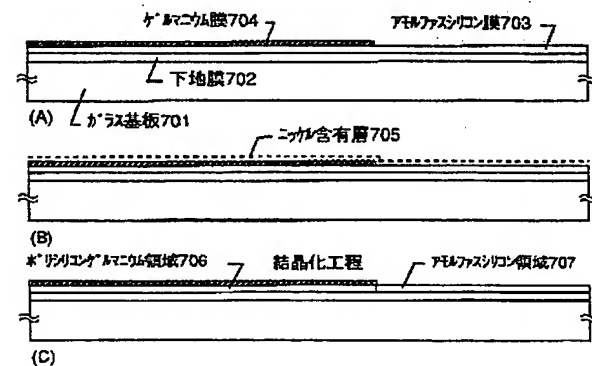 ゲルマニウム膜704
アモルファスシリコン膜703
下地膜702
(A)
ガラス基板701
ニッケル含有層705
(B)
ポリシリコンゲルマニウム領域706
結晶化工程
アモルファスシリコン領域707
(C)